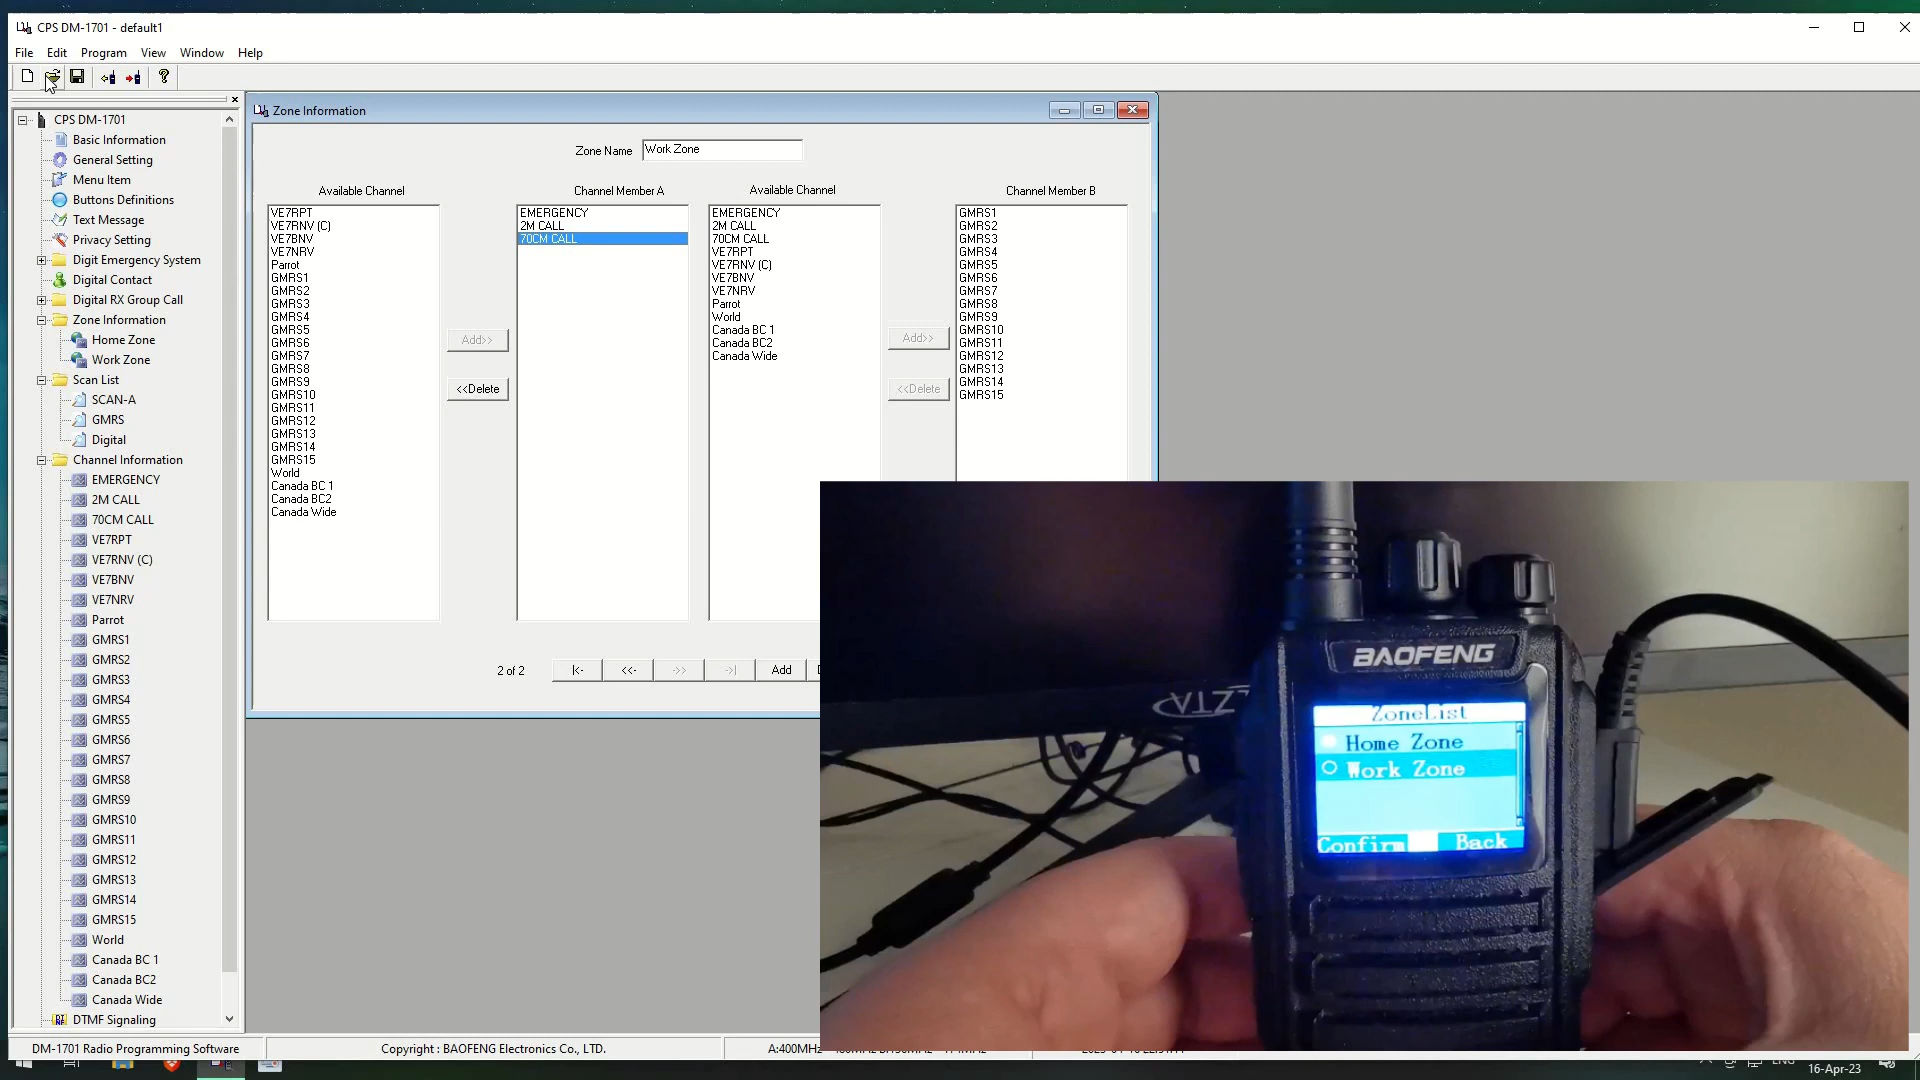 CPS DM-1701 - default1
File Edit Program View Window Help
CPS DM-1701
Basic Information
General Setting
Menu Item
Buttons Definitions
Text Message
Privacy Setting
Digit Emergency System
Digital Contact
Digital RX Group Call
Zone Information
Home Zone
Work Zone
Scan List
SCAN-A
GMRS
Digital
Channel Information
EMERGENCY
2M CALL
70CM CALL
VE7RPT
VE7RNV (C)
VE7BNV
VE7NRV
Parrot
GMRS1
GMRS2
GMRS3
GMRS4
GMRS5
GMRS6
GMRS7
GMRS8
GMRS9
GMRS10
GMRS11
GMRS12
GMRS13
GMRS14
GMRS15
World
Canada BC 1
Canada BC2
Canada Wide
DTMF Signaling
Zone Information
Zone Name Work Zone
Available Channel
VE7RPT
VE7RNV (C)
VE7BNV
VE7NRV
Parrot
GMRS1
GMRS2
GMRS3
GMRS4
GMRS5
GMRS6
GMRS7
GMRS8
GMRS9
GMRS10
GMRS11
GMRS12
GMRS13
GMRS14
GMRS15
World
Canada BC 1
Canada BC2
Canada Wide
Add>>
<<Delete
Channel Member A
EMERGENCY
2M CALL
70CM CALL
Available Channel
EMERGENCY
2M CALL
70CM CALL
VE7RPT
VE7RNV (C)
VE7BNV
VE7NRV
Parrot
World
Canada BC 1
Canada BC2
Canada Wide
Add>>
<<Delete
Channel Member B
GMRS1
GMRS2
GMRS3
GMRS4
GMRS5
GMRS6
GMRS7
GMRS8
GMRS9
GMRS10
GMRS11
GMRS12
GMRS13
GMRS14
GMRS15
2 of 2 |<- <<- ->> ->| Add
BAOFENG
ZoneList
Home Zone
Work Zone
Confirm Back
DM-1701 Radio Programming Software Copyright : BAOFENG Electronics Co., LTD.
16-Apr-23